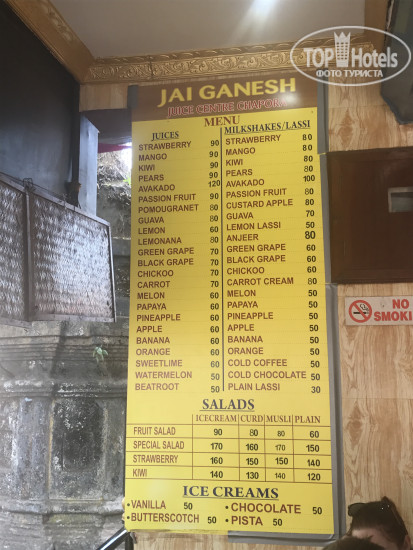 TOP Hotels
ФОТО ТУРИСТА
JAI GANESH
JUICE CENTRE CHAPORA
MENU
JUICES
STRAWBERRY 90
MANGO 90
KIWI 90
PEARS 90
AVAKADO 120
PASSION FRUIT 90
POMOUGRANET 80
GUAVA 80
LEMON 60
LEMONANA 80
GREEN GRAPE 70
BLACK GRAPE 70
CHICKOO 70
CARROT 70
MELON 60
PAPAYA 60
PINEAPPLE 60
APPLE 60
BANANA 60
ORANGE 60
SWEETLIME 60
WATERMELON 50
BEATROOT 50
MILKSHAKES/LASSI
STRAWBERRY 80
MANGO 80
KIWI 80
PEARS 80
AVAKADO 100
PASSION FRUIT 80
CUSTARD APPLE 80
GUAVA 70
LEMON LASSI 50
ANJEER 80
GREEN GRAPE 60
BLACK GRAPE 60
CHICKOO 60
CARROT CREAM 80
MELON 50
PAPAYA 50
PINEAPPLE 50
APPLE 50
BANANA 50
ORANGE 50
COLD COFFEE 50
COLD CHOCOLATE 50
PLAIN LASSI 30
SALADS
ICECREAM CURD MUSLI PLAIN
FRUIT SALAD 90 80 80 60
SPECIAL SALAD 170 160 170 150
STRAWBERRY 160 150 150 140
KIWI 140 130 140 120
ICE CREAMS
•VANILLA 50 •CHOCOLATE 50
•BUTTERSCOTCH 50 •PISTA 50
NO
SMOKI